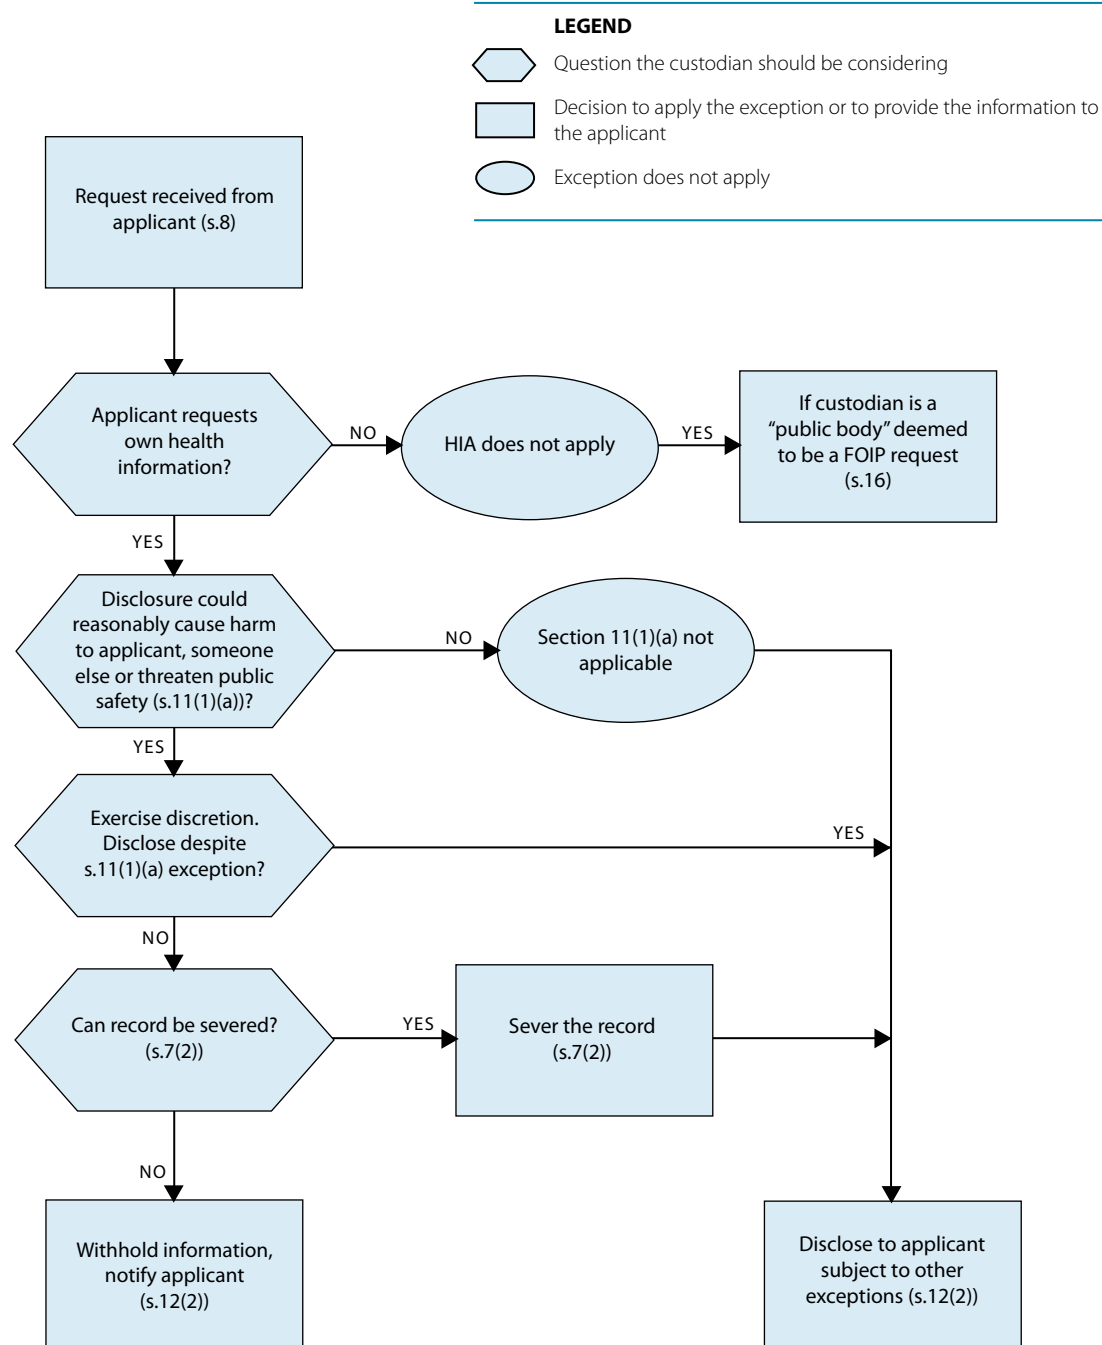 LEGEND
Question the custodian should be considering
Decision to apply the exception or to provide the information to
the applicant
Exception does not apply
Request received from
applicant (s.8)
Applicant requests
own health
information?
NO
HIA does not apply
YES
If custodian is a
“public body” deemed
to be a FOIP request
(s.16)
YES
Disclosure could
reasonably cause harm
to applicant, someone
else or threaten public
safety (s.11(1)(a))?
NO
Section 11(1)(a) not
applicable
YES
Exercise discretion.
Disclose despite
s.11(1)(a) exception?
YES
NO
Can record be severed?
(s.7(2))
YES
Sever the record
(s.7(2))
NO
Withhold information,
notify applicant
(s.12(2))
Disclose to applicant
subject to other
exceptions (s.12(2))